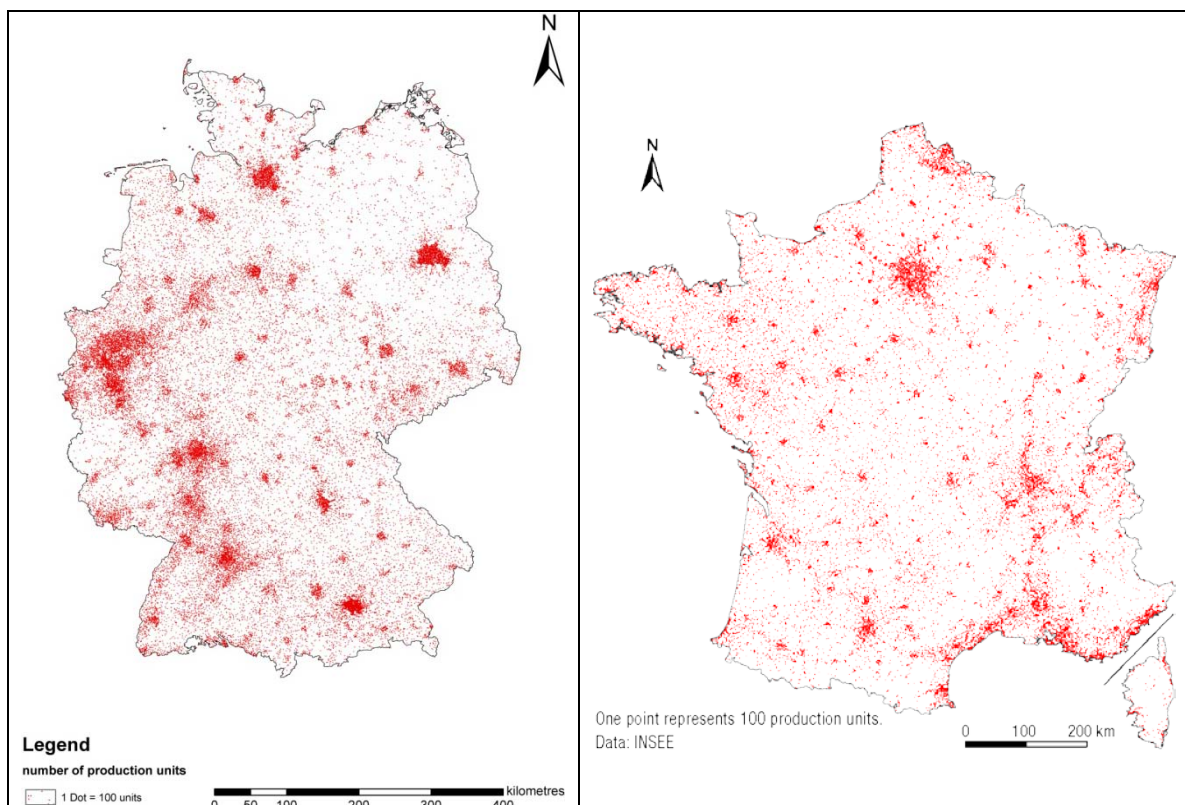 N
Legend
number of production units
1 Dot = 100 units
kilometres
0 50 100 200 300 400
N
One point represents 100 production units.
Data: INSEE
0 100 200 km